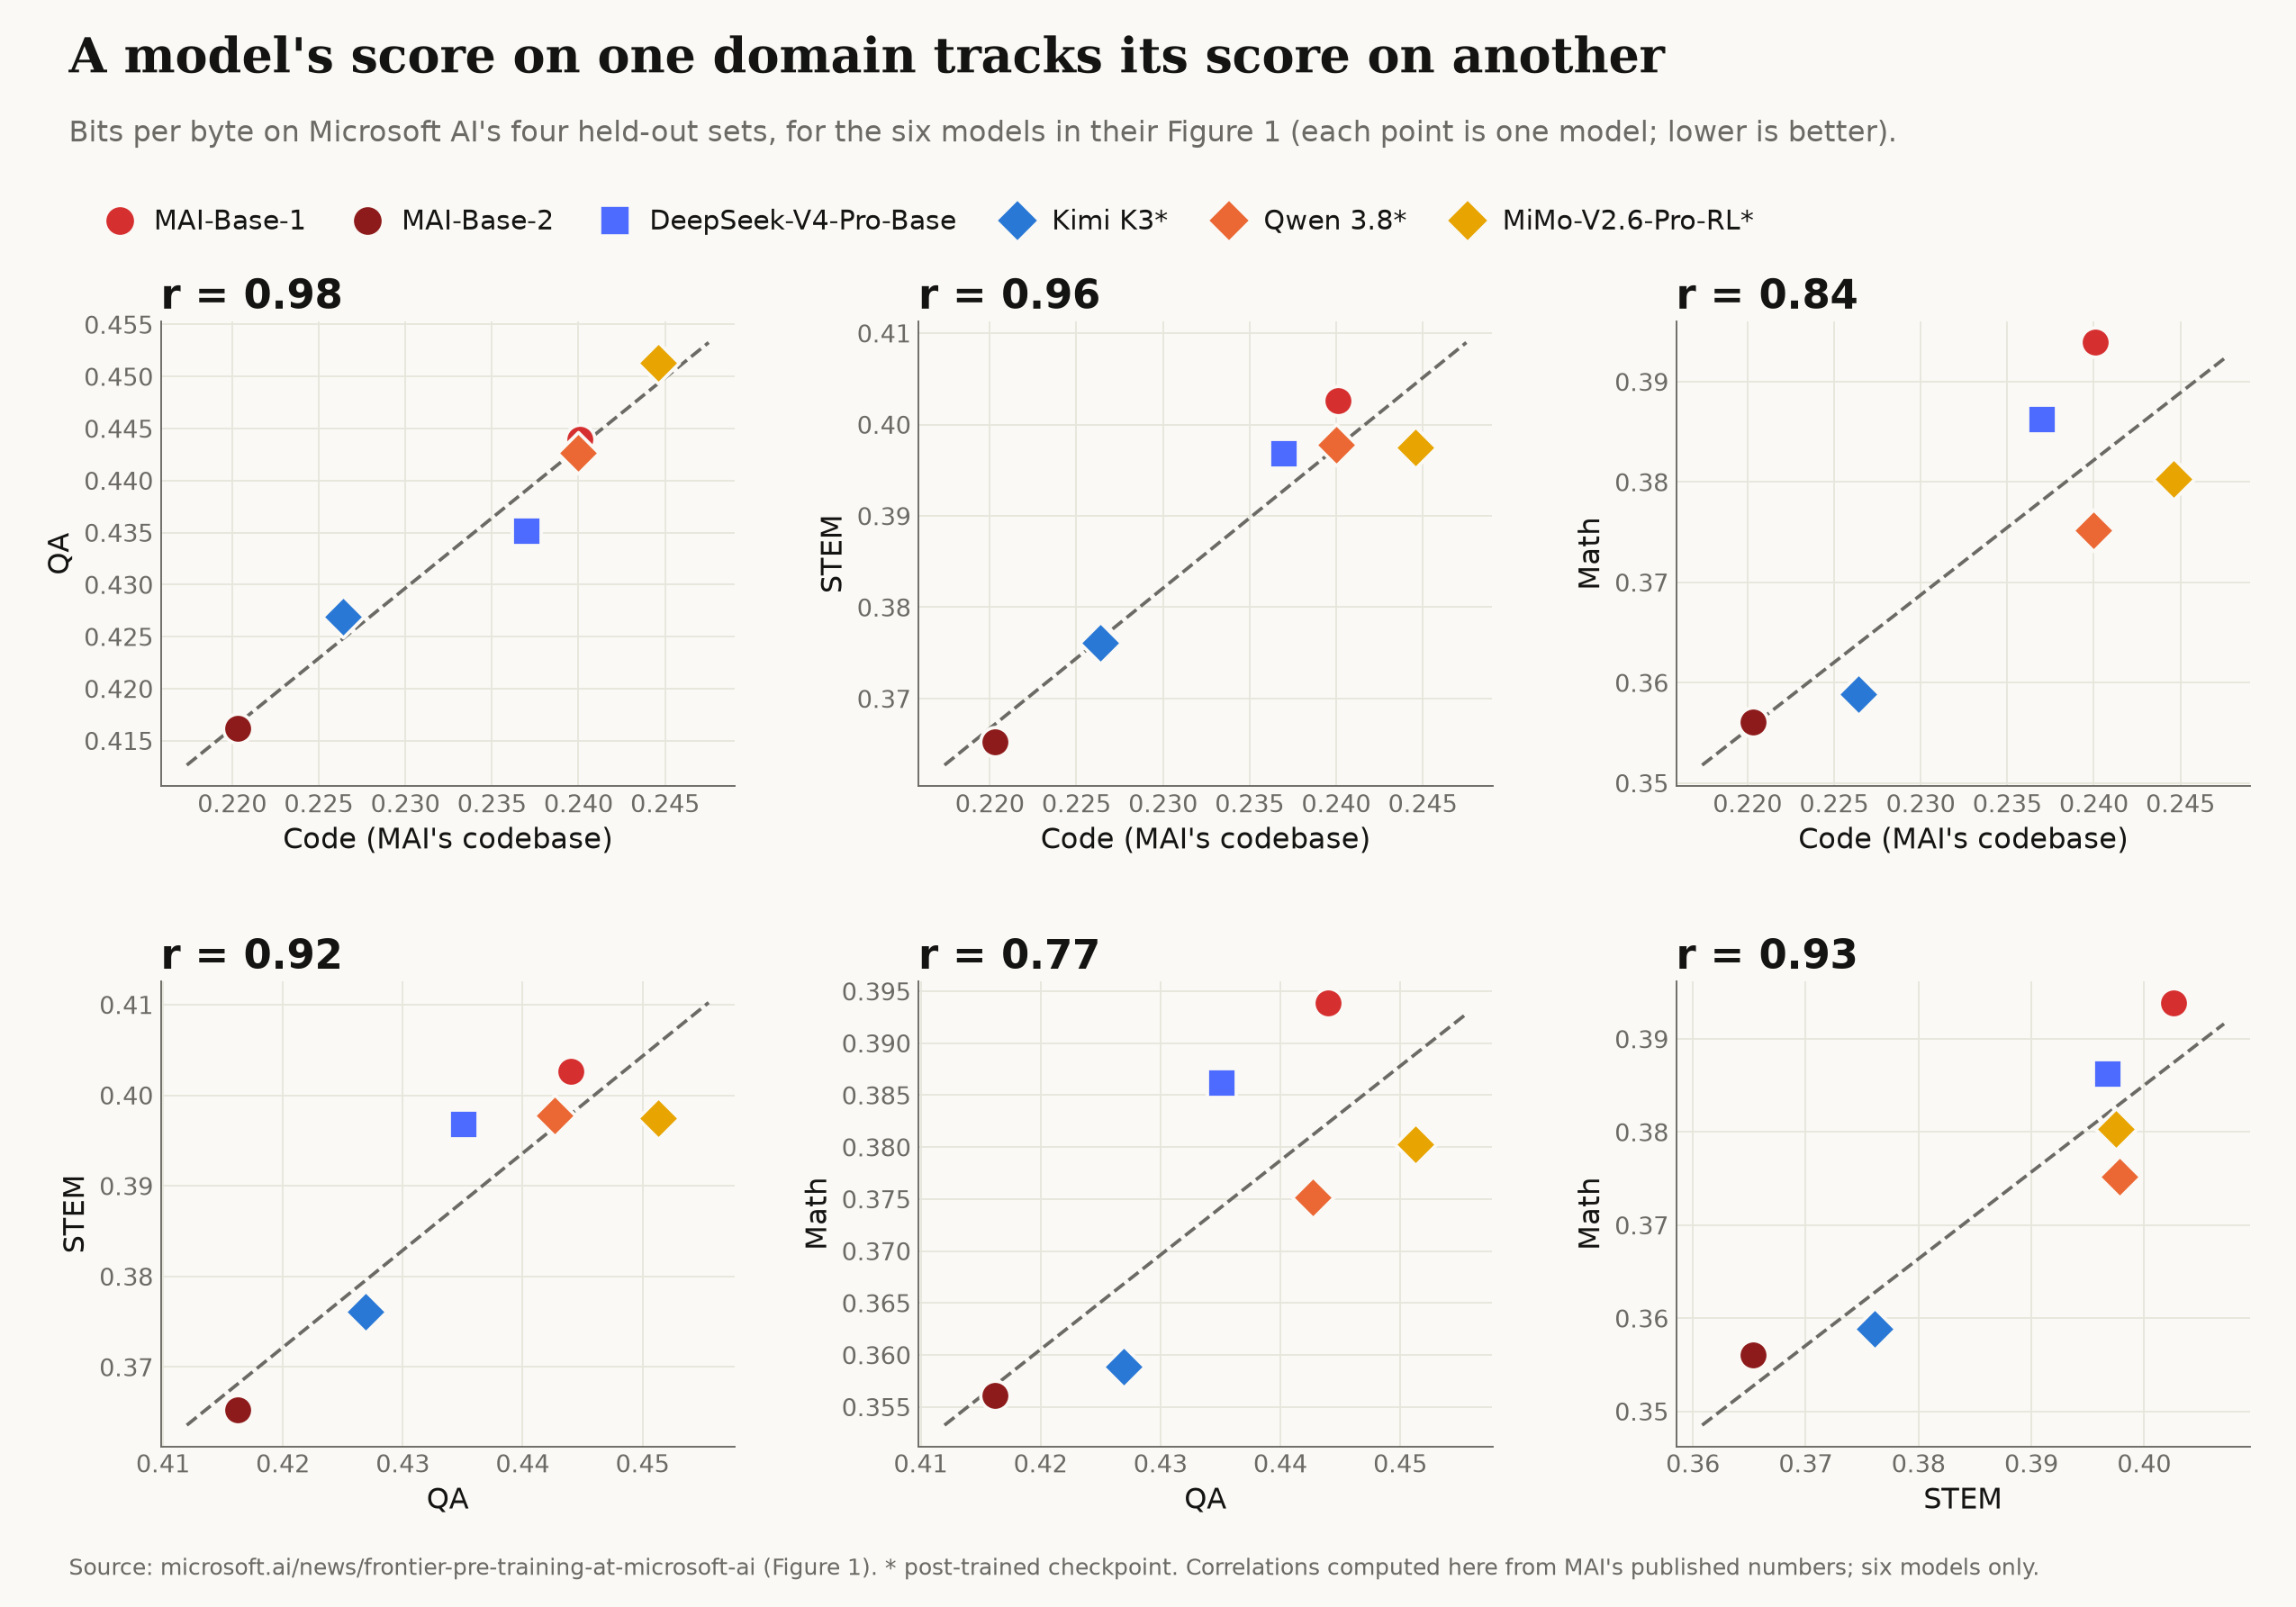 A model's score on one domain tracks its score on another
Bits per byte on Microsoft AI's four held-out sets, for the six models in their Figure 1 (each point is one model; lower is better).
MAI-Base-1 MAI-Base-2 DeepSeek-V4-Pro-Base Kimi K3* Qwen 3.8* MiMo-V2.6-Pro-RL*
r = 0.98
0.455
0.450
0.445
0.440
0.435
0.430
0.425
0.420
0.415
QA
0.220 0.225 0.230 0.235 0.240 0.245
Code (MAI's codebase)
r = 0.96
0.41
0.40
0.39
0.38
0.37
STEM
0.220 0.225 0.230 0.235 0.240 0.245
Code (MAI's codebase)
r = 0.84
0.39
0.38
0.37
0.36
0.35
Math
0.220 0.225 0.230 0.235 0.240 0.245
Code (MAI's codebase)
r = 0.92
0.41
0.40
0.39
0.38
0.37
STEM
0.41 0.42 0.43 0.44 0.45
QA
r = 0.77
0.395
0.390
0.385
0.380
0.375
0.370
0.365
0.360
0.355
Math
0.41 0.42 0.43 0.44 0.45
QA
r = 0.93
0.39
0.38
0.37
0.36
0.35
Math
0.36 0.37 0.38 0.39 0.40
STEM
Source: microsoft.ai/news/frontier-pre-training-at-microsoft-ai (Figure 1). * post-trained checkpoint. Correlations computed here from MAI's published numbers; six models only.